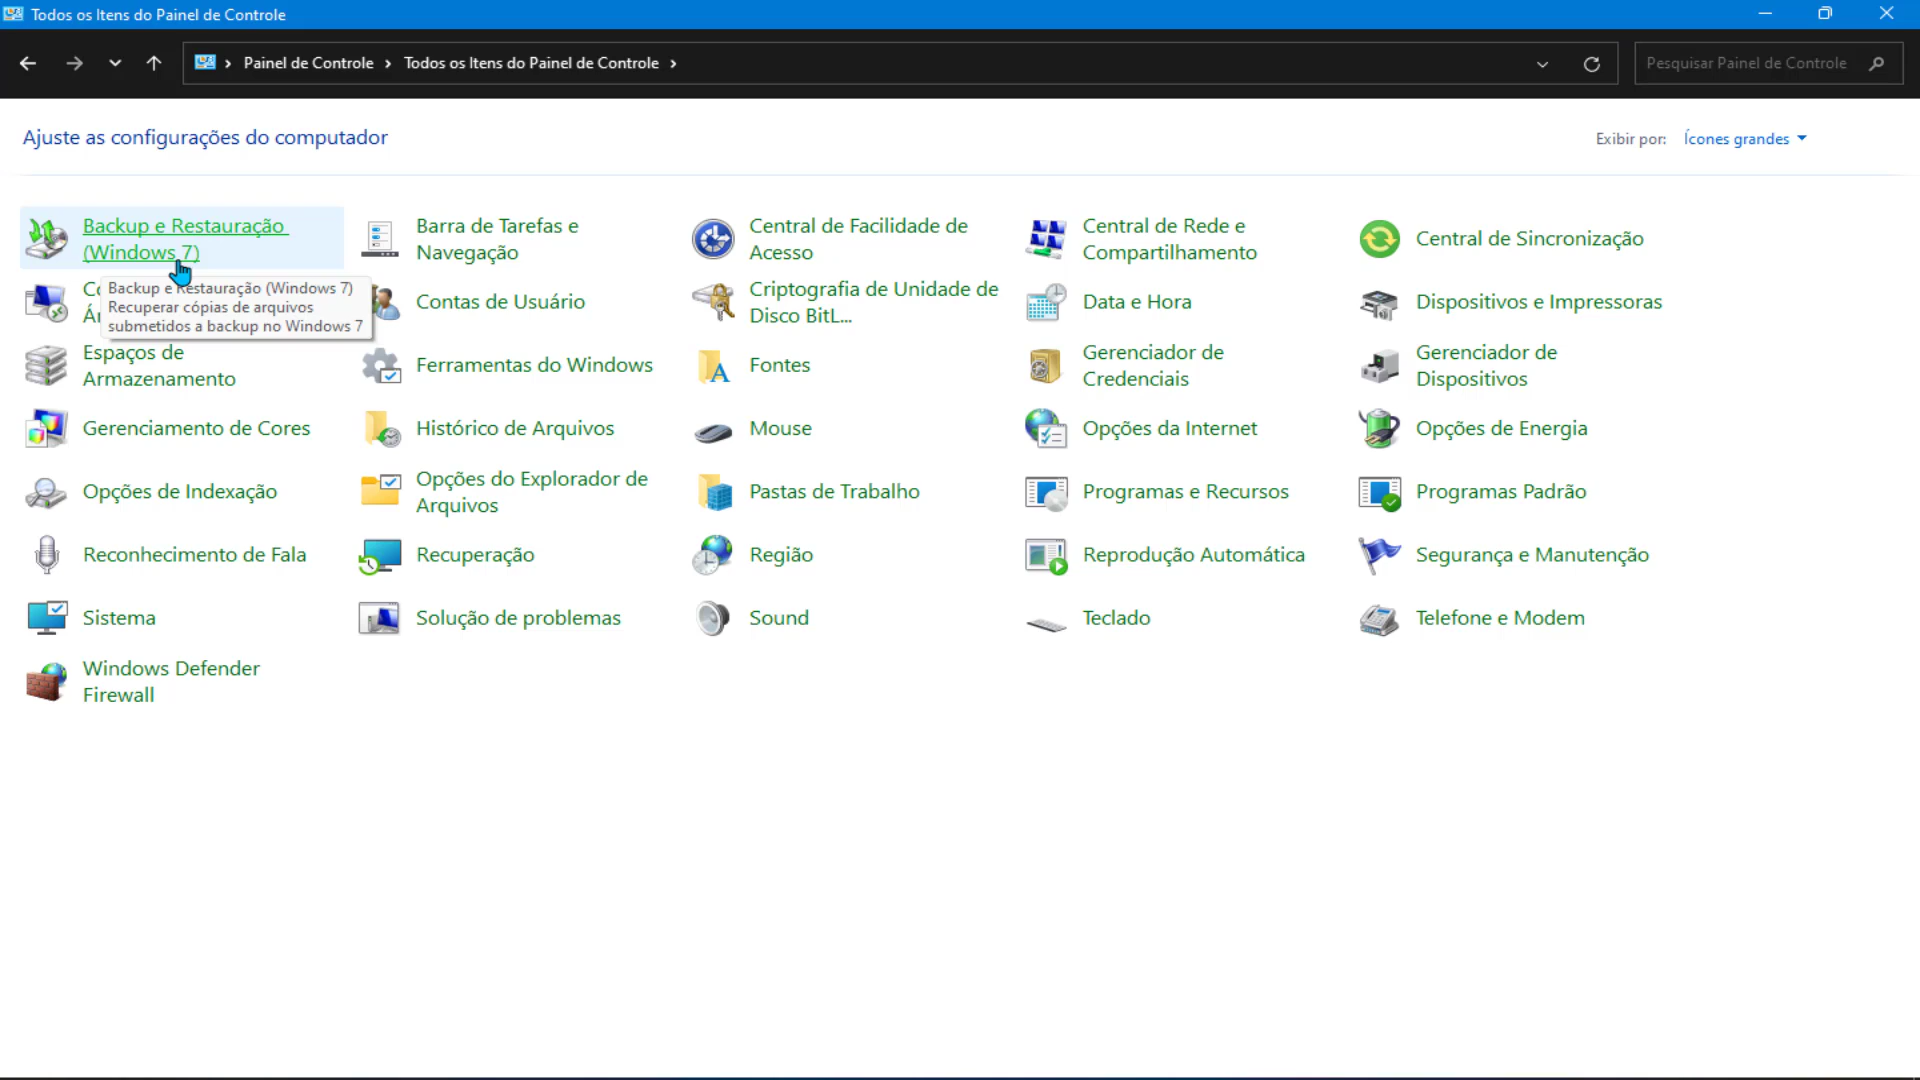 Todos os Itens do Painel de Controle
Painel de Controle
Todos os Itens do Painel de Controle
Pesquisar Painel de Controle
Ajuste as configurações do computador
Exibir por: Ícones grandes
Backup e Restauração
(Windows 7)
Barra de Tarefas e
Navegação
Central de Facilidade de
Acesso
Central de Rede e
Compartilhamento
Central de Sincronização
Backup e Restauração (Windows 7)
Recuperar cópias de arquivos
submetidos a backup no Windows 7
Contas de Usuário
Criptografia de Unidade de
Disco BitL...
Data e Hora
Dispositivos e Impressoras
Espaços de
Armazenamento
Ferramentas do Windows
Fontes
Gerenciador de
Credenciais
Gerenciador de
Dispositivos
Gerenciamento de Cores
Histórico de Arquivos
Mouse
Opções da Internet
Opções de Energia
Opções de Indexação
Opções do Explorador de
Arquivos
Pastas de Trabalho
Programas e Recursos
Programas Padrão
Reconhecimento de Fala
Recuperação
Região
Reprodução Automática
Segurança e Manutenção
Sistema
Solução de problemas
Sound
Teclado
Telefone e Modem
Windows Defender
Firewall